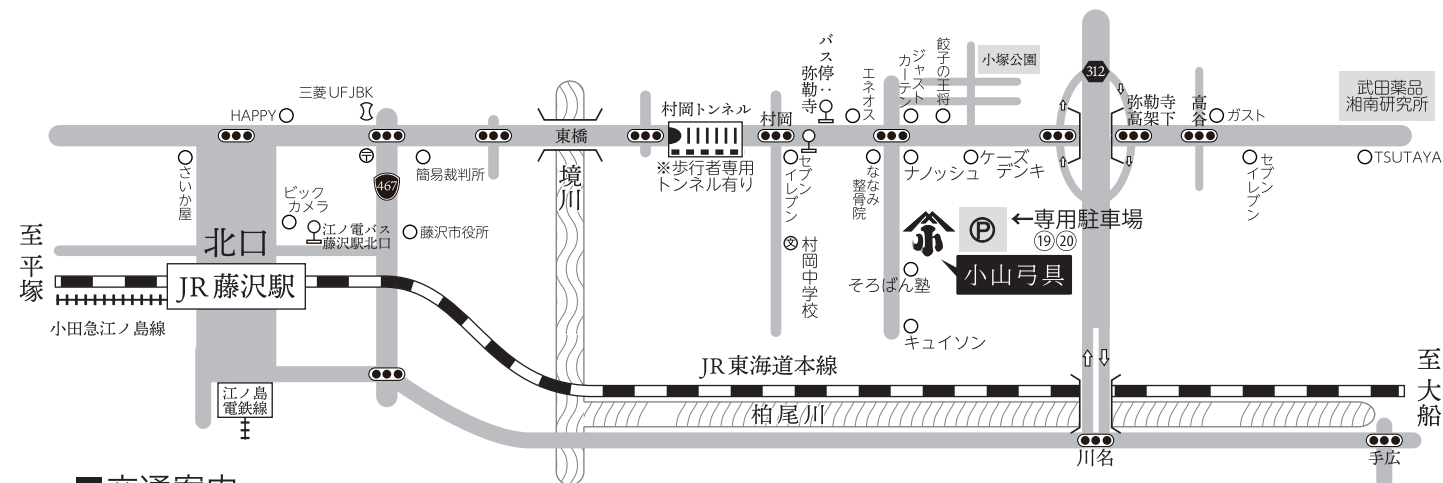 三菱UFJBK
HAPPY
さいか屋
ビック
カメラ
江ノ電バス
藤沢駅北口
467
〒
簡易裁判所
藤沢市役所
北口
至平塚
JR藤沢駅
小田急江ノ島線
江ノ島
電鉄線
東橋
境川
村岡トンネル
※歩行者専用
トンネル有り
村岡
バス停:
弥勒寺
セブン
イレブン
文
村岡中学校
エネオス
ななみ
整骨院
ジャスト
カーテン
餃子の王将
小塚公園
ナノッシュ
ケーズ
デンキ
312
弥勒寺
高架下
高谷
ガスト
武田薬品
湘南研究所
セブン
イレブン
TSUTAYA
小
P
←専用駐車場
⑲⑳
小山弓具
そろばん塾
キュイソン
JR東海道本線
柏尾川
至大船
川名
手広